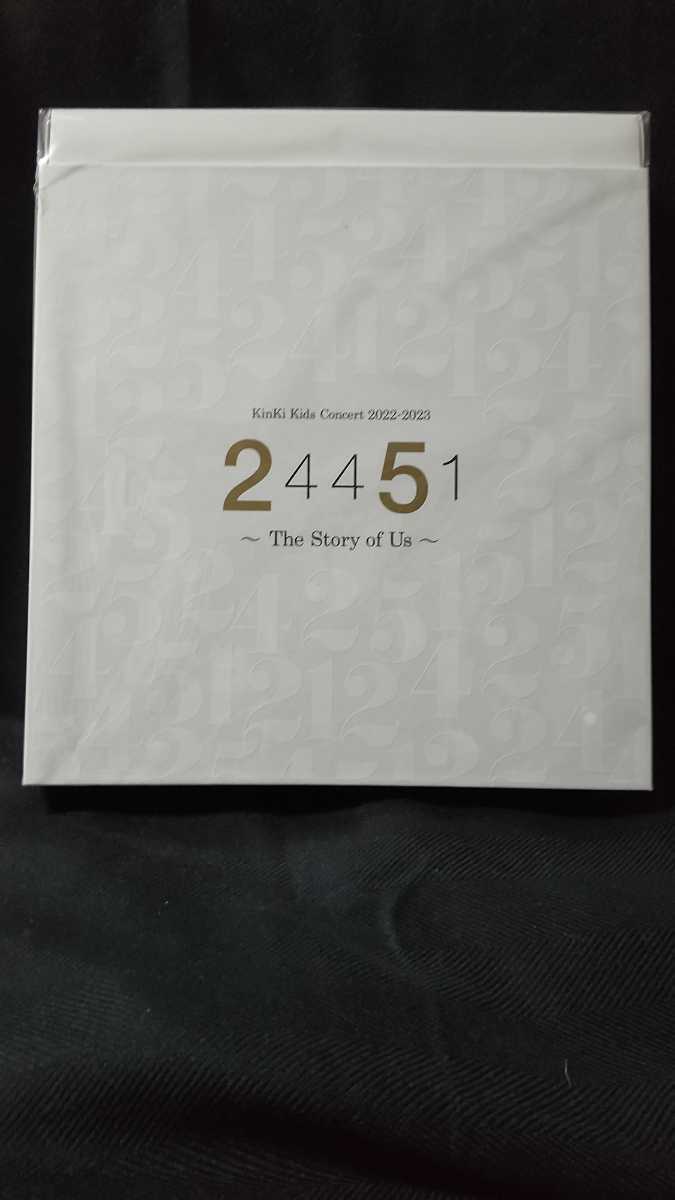 KinKi Kids Concert 2022-2023
24451
～ The Story of Us ～